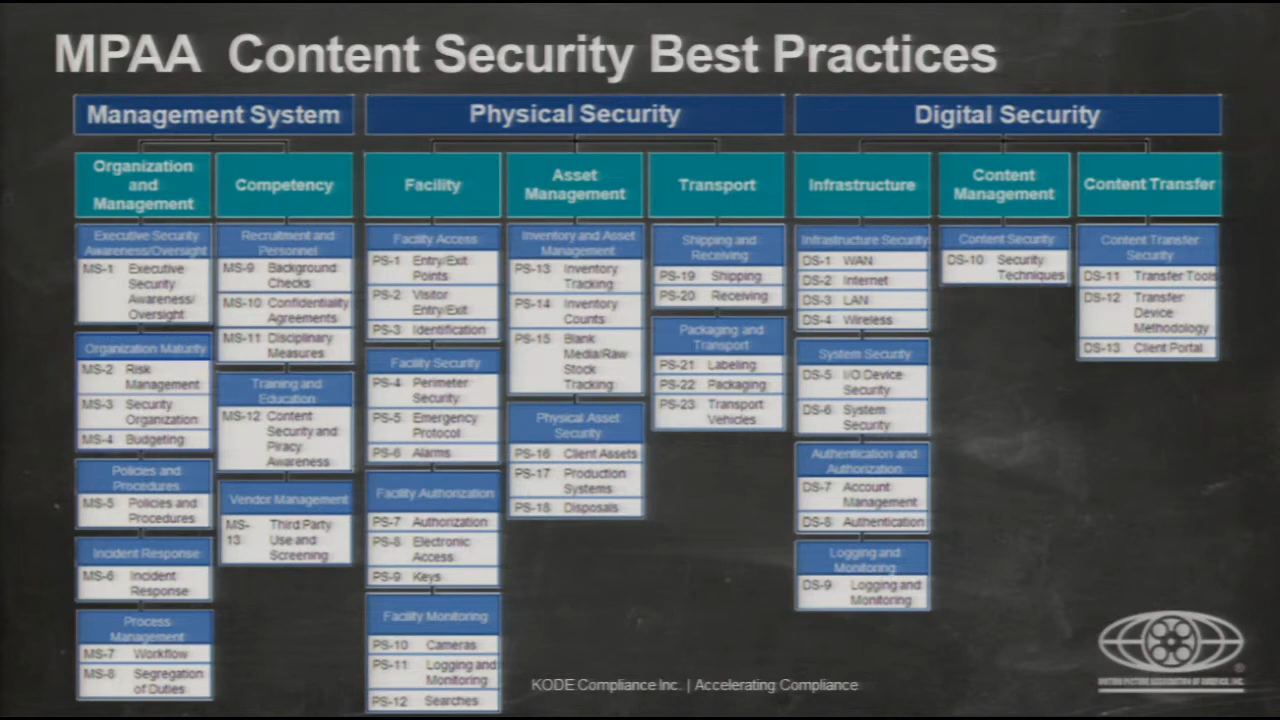 MPAA Content Security Best Practices
Management System
Organization
and
Management
Executive Security
Awareness/Oversight
MS-1 Executive
Security
Awareness/
Oversight
Organization Maturity
MS-2 Risk
Management
MS-3 Security
Organization
MS-4 Budgeting
Policies and
Procedures
MS-5 Policies and
Procedures
Incident Response
MS-6 Incident
Response
Process
Management
MS-7 Workflow
MS-8 Segregation
of Duties
Competency
Recruitment and
Personnel
MS-9 Background
Checks
MS-10 Confidentiality
Agreements
MS-11 Disciplinary
Measures
Training and
Education
MS-12 Content
Security and
Piracy
Awareness
Vendor Management
MS- Third Party
13 Use and
Screening
Physical Security
Facility
Facility Access
PS-1 Entry/Exit
Points
PS-2 Visitor
Entry/Exit
PS-3 Identification
Facility Security
PS-4 Perimeter
Security
PS-5 Emergency
Protocol
PS-6 Alarms
Facility Authorization
PS-7 Authorization
PS-8 Electronic
Access
PS-9 Keys
Facility Monitoring
PS-10 Cameras
PS-11 Logging and
Monitoring
PS-12 Searches
Asset
Management
Inventory and Asset
Management
PS-13 Inventory
Tracking
PS-14 Inventory
Counts
PS-15 Blank
Media/Raw
Stock
Tracking
Physical Asset
Security
PS-16 Client Assets
PS-17 Production
Systems
PS-18 Disposals
Transport
Shipping and
Receiving
PS-19 Shipping
PS-20 Receiving
Packaging and
Transport
PS-21 Labeling
PS-22 Packaging
PS-23 Transport
Vehicles
Digital Security
Infrastructure
Infrastructure Security
DS-1 WAN
DS-2 Internet
DS-3 LAN
DS-4 Wireless
System Security
DS-5 I/O Device
Security
DS-6 System
Security
Authentication and
Authorization
DS-7 Account
Management
DS-8 Authentication
Logging and
Monitoring
DS-9 Logging and
Monitoring
Content
Management
Content Security
DS-10 Security
Techniques
Content Transfer
Content Transfer
Security
DS-11 Transfer Tools
DS-12 Transfer
Device
Methodology
DS-13 Client Portal
KODE Compliance Inc. | Accelerating Compliance
MOTION PICTURE ASSOCIATION OF AMERICA, INC.
®